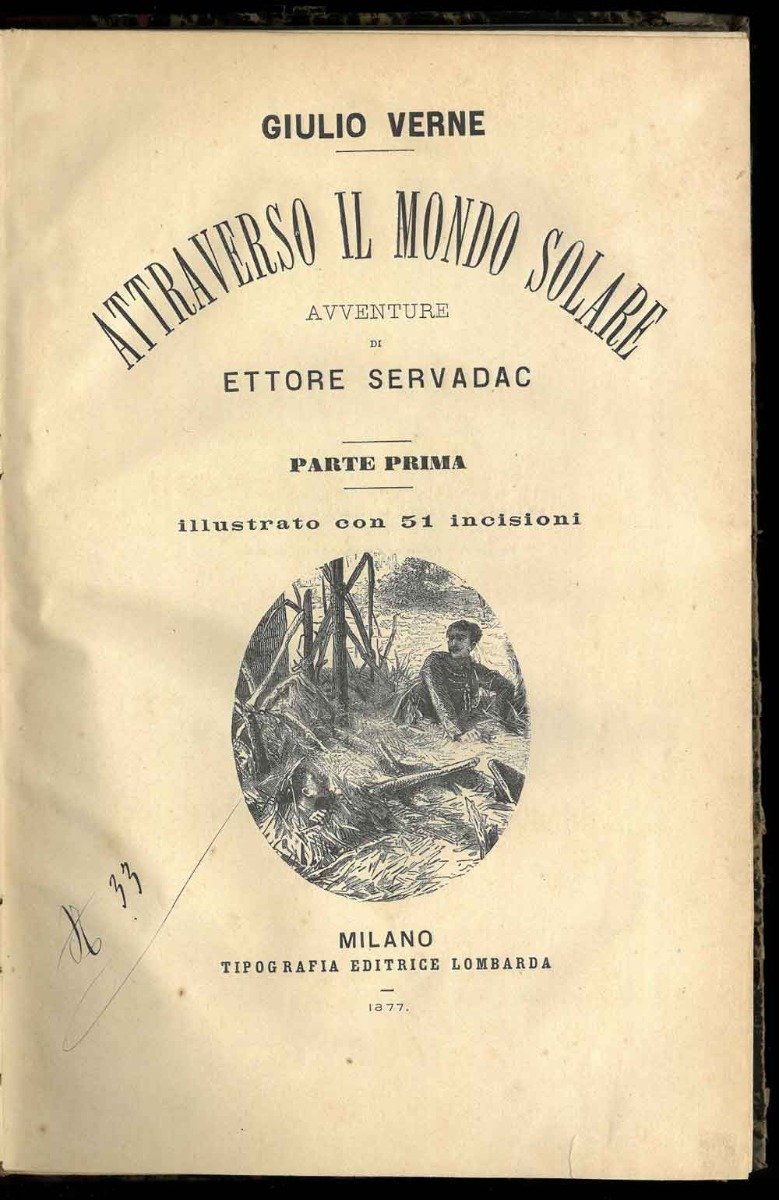 GIULIO VERNE
ATTRAVERSO IL MONDO SOLARE
AVVENTURE
DI
ETTORE SERVADAC
PARTE PRIMA
illustrato con 51 incisioni
33
MILANO
TIPOGRAFIA EDITRICE LOMBARDA
1877.